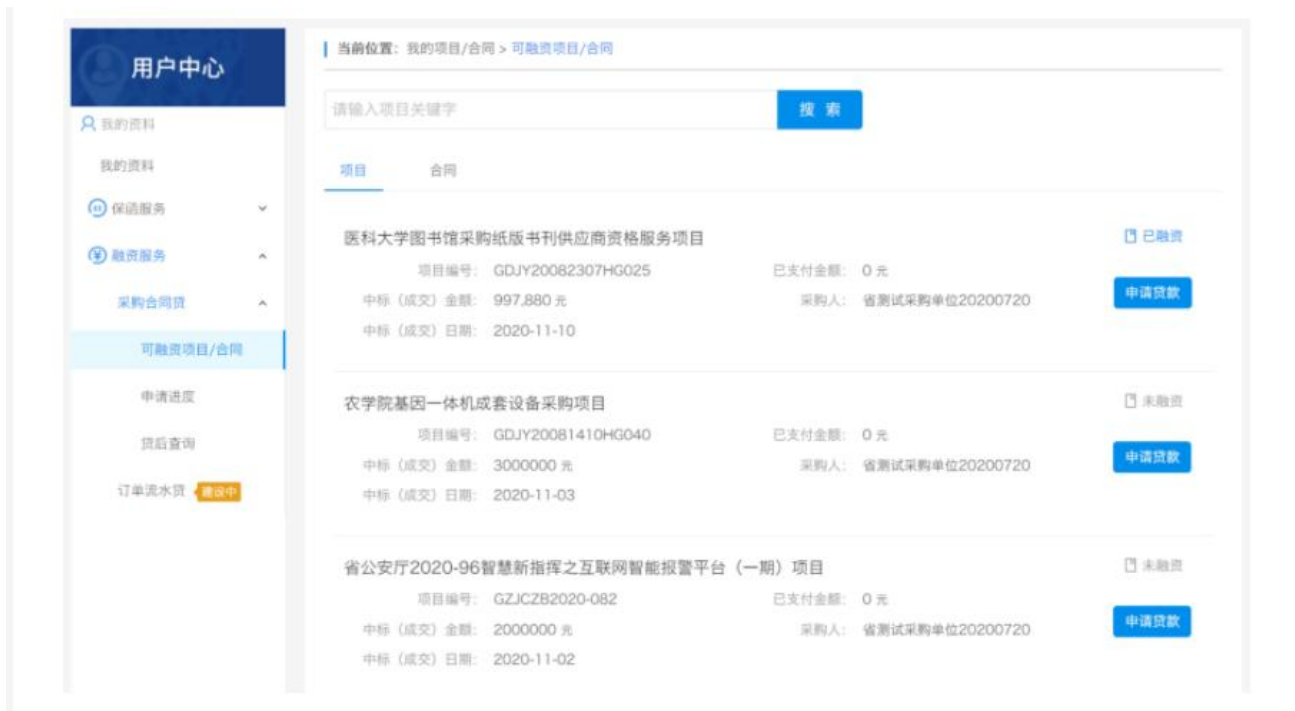 用户中心
我的资料
我的资料
保函服务
融资服务
采购合同贷
可融资项目/合同
申请进度
贷后查询
订单流水贷 建设中
当前位置: 我的项目/合同 > 可融资项目/合同
请输入项目关键字 搜 索
项目 合同
医科大学图书馆采购纸版书刊供应商资格服务项目 已融资
项目编号: GDJY20082307HG025 已支付金额: 0 元
中标（成交）金额: 997,880 元 采购人: 省测试采购单位20200720 申请贷款
中标（成交）日期: 2020-11-10
农学院基因一体机成套设备采购项目 未融资
项目编号: GDJY20081410HG040 已支付金额: 0 元
中标（成交）金额: 3000000 元 采购人: 省测试采购单位20200720 申请贷款
中标（成交）日期: 2020-11-03
省公安厅2020-96智慧新指挥之互联网智能报警平台（一期）项目 未融资
项目编号: GZJCZB2020-082 已支付金额: 0 元
中标（成交）金额: 2000000 元 采购人: 省测试采购单位20200720 申请贷款
中标（成交）日期: 2020-11-02